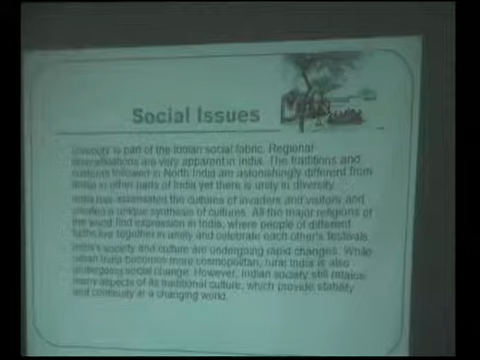 Social Issues
Diversity is part of the Indian social fabric. Regional
diversifications are very apparent in India. The traditions and
customs followed in North India are astonishingly different from
those in other parts of India yet there is unity in diversity.
India has assimilated the cultures of invaders and visitors and
created a unique synthesis of cultures. All the major religions of
the world find expression in India, where people of different
faiths live together in unity and celebrate each other's festivals.
India's society and culture are undergoing rapid changes. While
urban India becomes more cosmopolitan, rural India is also
undergoing social change. However, Indian society still retains
many aspects of its traditional culture, which provide stability
and continuity in a changing world.